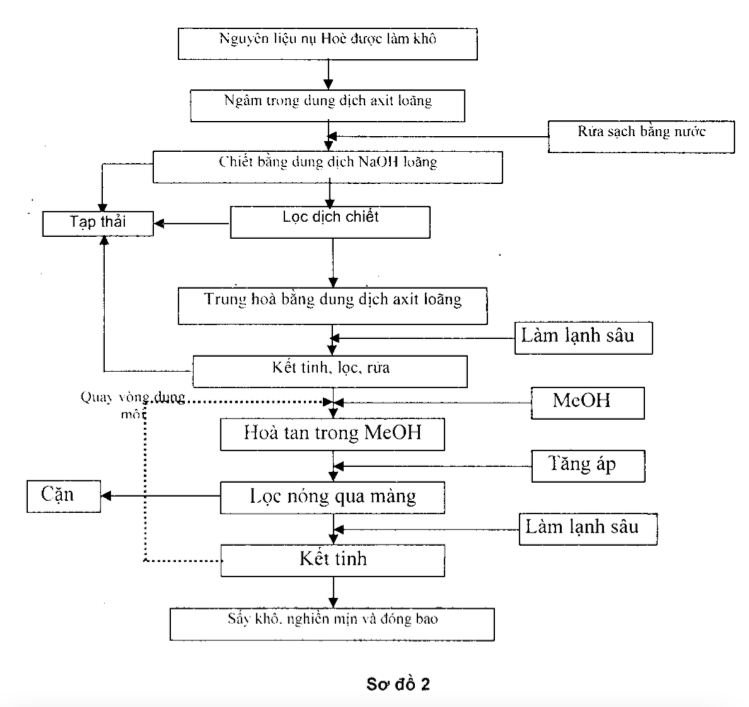 Nguyên liệu nụ Hoè được làm khô
Ngâm trong dung dịch axit loãng
Rửa sạch bằng nước
Chiết bằng dung dịch NaOH loãng
Tạp thải
Lọc dịch chiết
Trung hoà bằng dung dịch axit loãng
Làm lạnh sâu
Kết tinh, lọc, rửa
Quay vòng dung
môi
MeOH
Hoà tan trong MeOH
Tăng áp
Cặn
Lọc nóng qua màng
Làm lạnh sâu
Kết tinh
Sấy khô, nghiền mịn và đóng bao
Sơ đồ 2